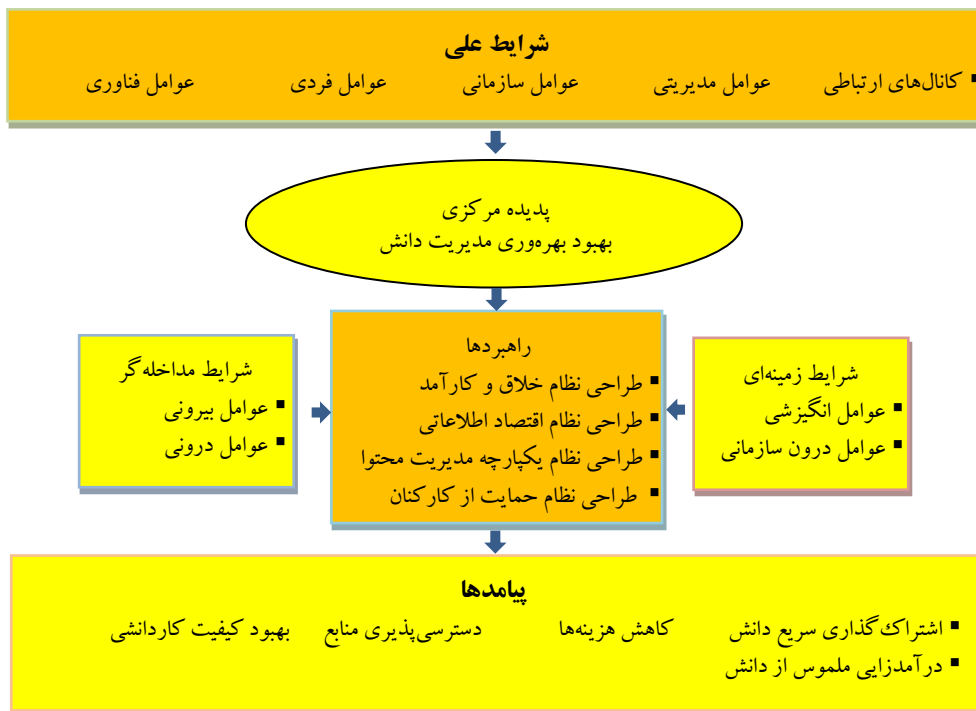 شرایط علی
▪ کانال‌های ارتباطی عوامل مدیریتی عوامل سازمانی عوامل فردی عوامل فناوری
پدیده مرکزی
بهبود بهره‌وری مدیریت دانش
شرایط زمینه‌ای
▪ عوامل انگیزشی
▪ عوامل درون سازمانی
راهبردها
▪ طراحی نظام خلاق و کارآمد
▪ طراحی نظام اقتصاد اطلاعاتی
▪ طراحی نظام یکپارچه مدیریت محتوا
▪ طراحی نظام حمایت از کارکنان
شرایط مداخله‌گر
▪ عوامل بیرونی
▪ عوامل درونی
پیامدها
▪ اشتراک‌گذاری سریع دانش کاهش هزینه‌ها دسترسی‌پذیری منابع بهبود کیفیت کاردانشی
▪ درآمدزایی ملموس از دانش